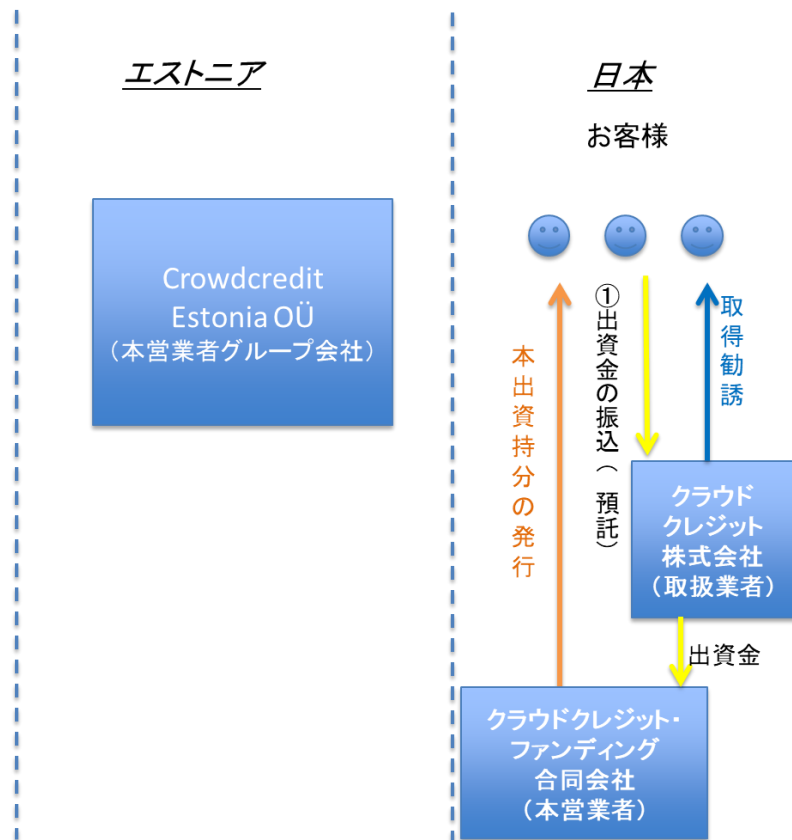 エストニア
日本
お客様
Crowdcredit
Estonia OÜ
（本営業者グループ会社）
本出資持分の発行
①出資金の振込（預託）
取得勧誘
クラウド
クレジット
株式会社
（取扱業者）
出資金
クラウドクレジット・
ファンディング
合同会社
（本営業者）